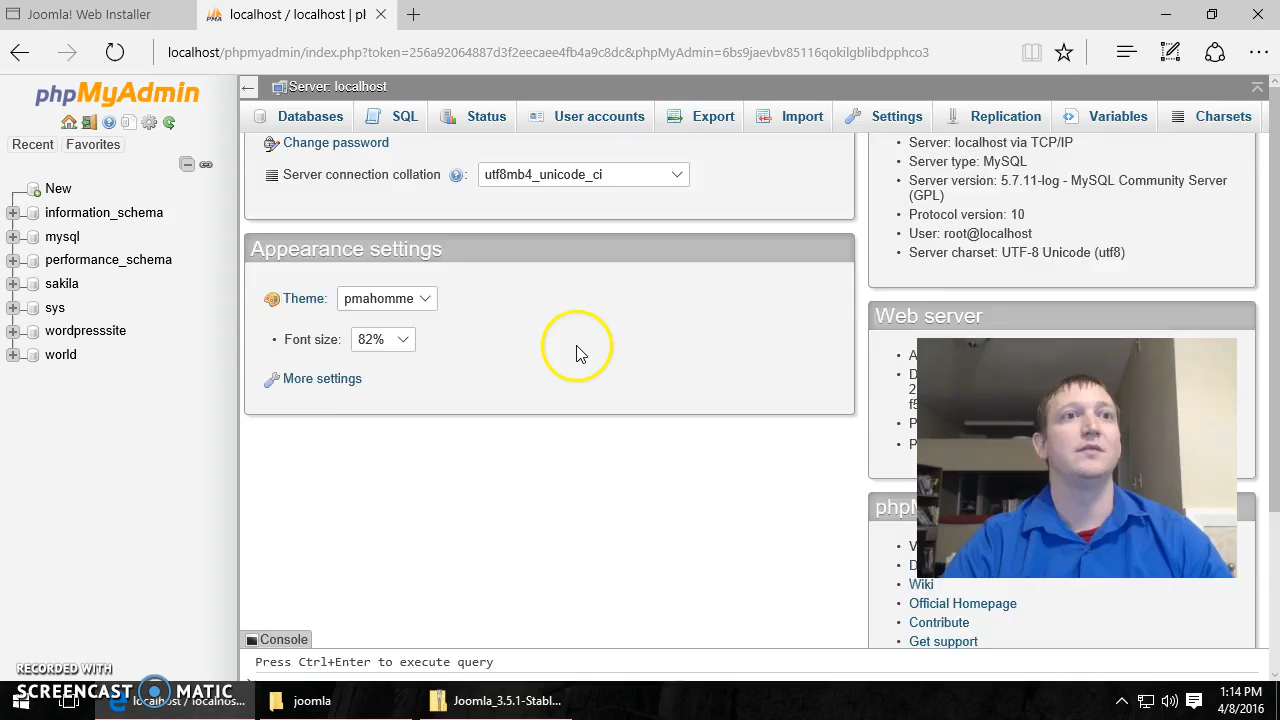 Joomla! Web Installer
localhost / localhost | ph
localhost/phpmyadmin/index.php?token=256a92064887d3f2eecaee4fb4a9c8dc&phpMyAdmin=6bs9jaevbv85116qokilgblibdpphco3
phpMyAdmin
Recent Favorites
New
information_schema
mysql
performance_schema
sakila
sys
wordpresssite
world
Server: localhost
Databases SQL Status User accounts Export Import Settings Replication Variables Charsets
Change password
Server connection collation : utf8mb4_unicode_ci
Appearance settings
Theme: pmahomme
Font size: 82%
More settings
Server: localhost via TCP/IP
Server type: MySQL
Server version: 5.7.11-log - MySQL Community Server
(GPL)
Protocol version: 10
User: root@localhost
Server charset: UTF-8 Unicode (utf8)
Web server
Wiki
Official Homepage
Contribute
Get support
Console
Press Ctrl+Enter to execute query
RECORDED WITH
SCREENCAST MATIC
localhost / localhos...
joomla
Joomla_3.5.1-Stabl...
1:14 PM
4/8/2016